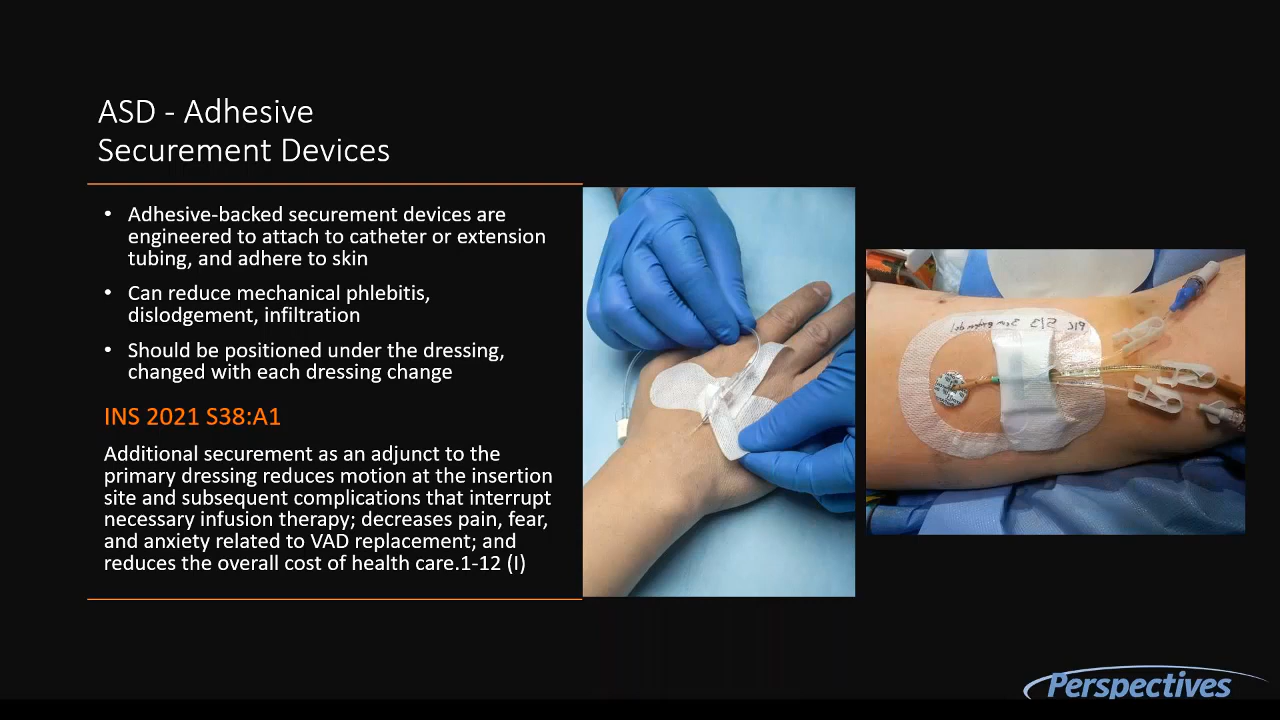 ASD - Adhesive
Securement Devices
• Adhesive-backed securement devices are
engineered to attach to catheter or extension
tubing, and adhere to skin
• Can reduce mechanical phlebitis,
dislodgement, infiltration
• Should be positioned under the dressing,
changed with each dressing change
INS 2021 S38:A1
Additional securement as an adjunct to the
primary dressing reduces motion at the insertion
site and subsequent complications that interrupt
necessary infusion therapy; decreases pain, fear,
and anxiety related to VAD replacement; and
reduces the overall cost of health care.1-12 (I)
Perspectives